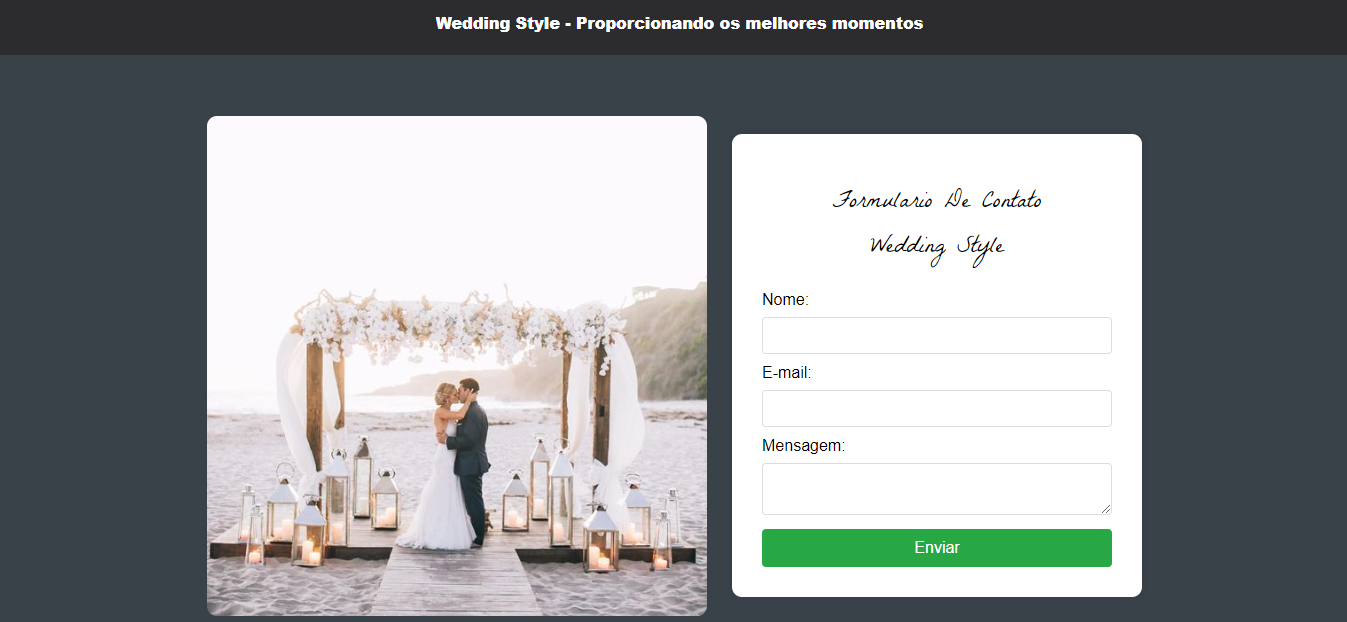 Wedding Style - Proporcionando os melhores momentos
Formulario De Contato
Wedding Style
Nome:
E-mail:
Mensagem:
Enviar